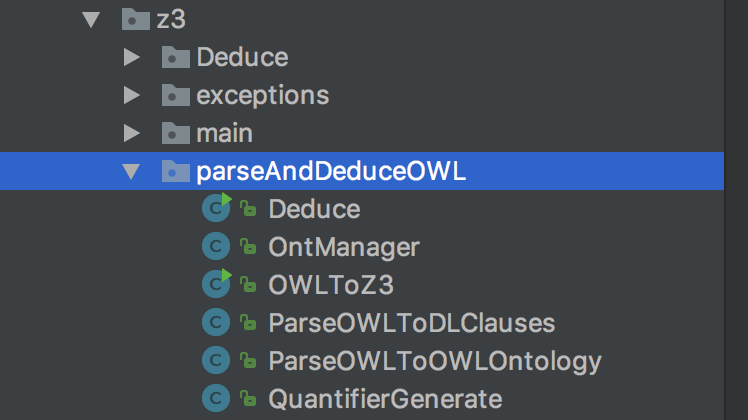 z3
Deduce
exceptions
main
parseAndDeduceOWL
C Deduce
C OntManager
C OWLToZ3
C ParseOWLToDLClauses
C ParseOWLToOWLOntology
C QuantifierGenerate